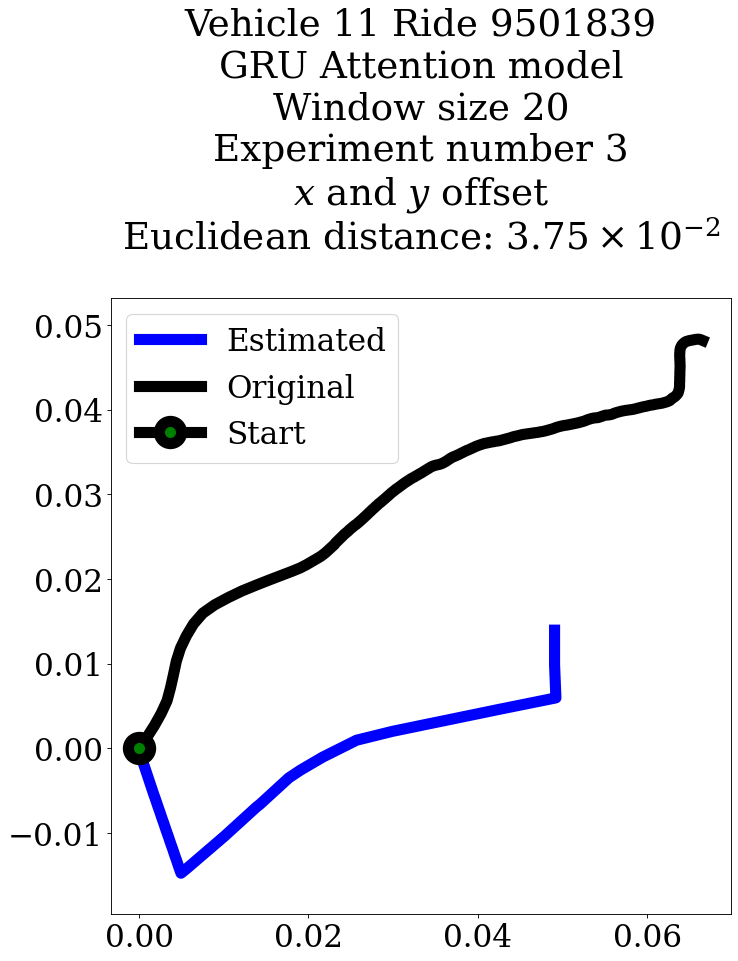 Vehicle 11 Ride 9501839
GRU Attention model
Window size 20
Experiment number 3
x and y offset
Euclidean distance: 3.75 × 10⁻²
Estimated
Original
Start
0.05
0.04
0.03
0.02
0.01
0.00
−0.01
0.00 0.02 0.04 0.06